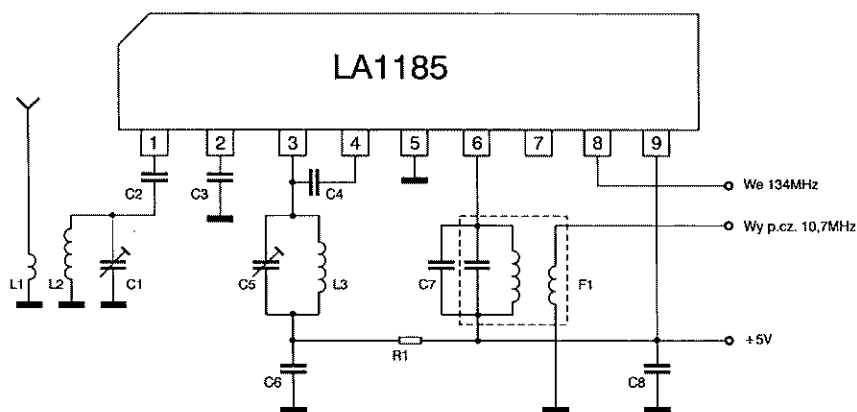 LA1185
1 2 3 4 5 6 7 8 9
C2 C3 C4
We 134MHz
Wy p.cz. 10,7MHz
L1 L2 C1 C5 L3 C7 F1
R1 +5V
C6 C8